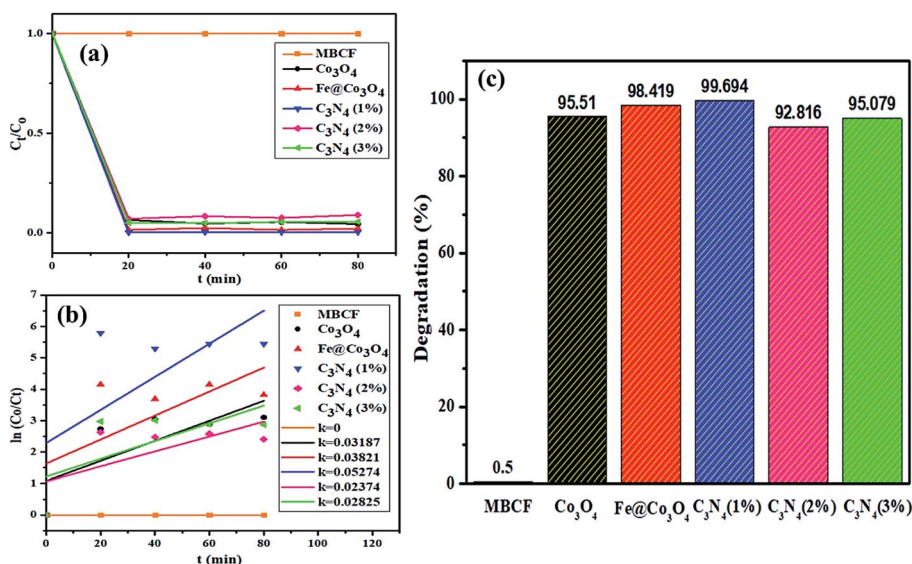 (a)
1.0
0.5
0.0
Ct/Co
0 20 40 60 80
t (min)
MBCF
Co3O4
Fe@Co3O4
C3N4 (1%)
C3N4 (2%)
C3N4 (3%)
(b)
7
6
5
4
3
2
1
0
ln (Co/Ct)
0 20 40 60 80 100 120
t (min)
MBCF
Co3O4
Fe@Co3O4
C3N4 (1%)
C3N4 (2%)
C3N4 (3%)
k=0
k=0.03187
k=0.03821
k=0.05274
k=0.02374
k=0.02825
(c)
100
80
60
40
20
0
Degradation (%)
0.5
95.51
98.419
99.694
92.816
95.079
MBCF Co3O4 Fe@Co3O4 C3N4(1%) C3N4(2%) C3N4(3%)